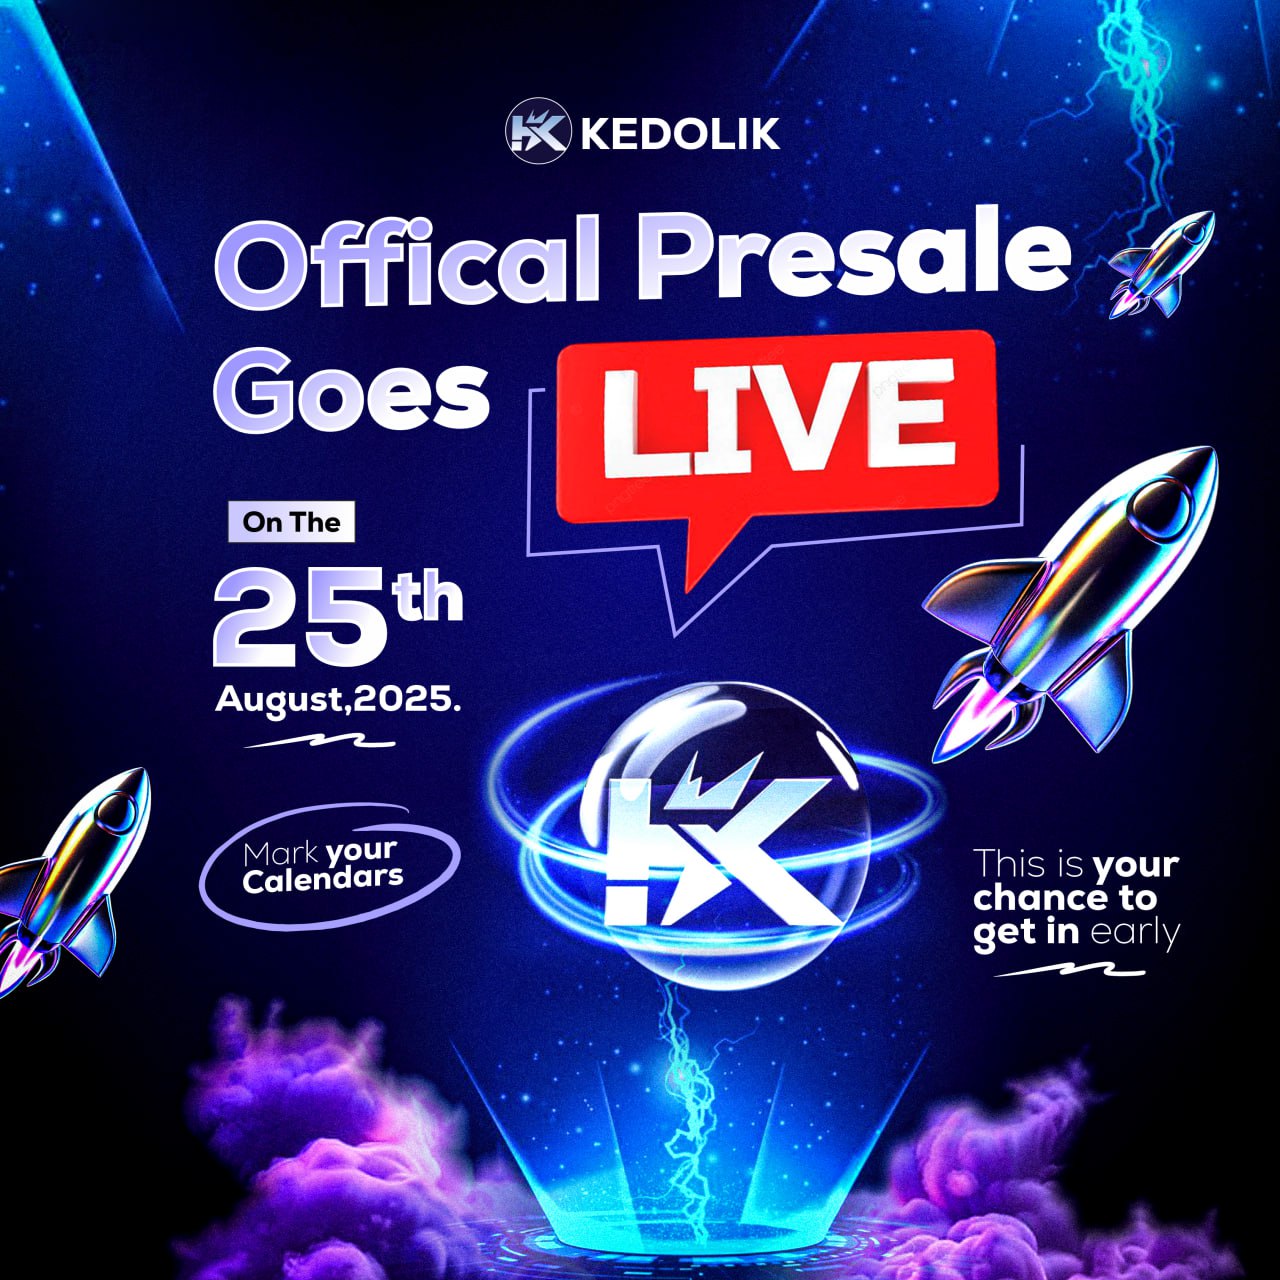 KEDOLIK
Offical Presale
Goes LIVE
On The
25th
August,2025.
Mark your
Calendars
This is your
chance to
get in early